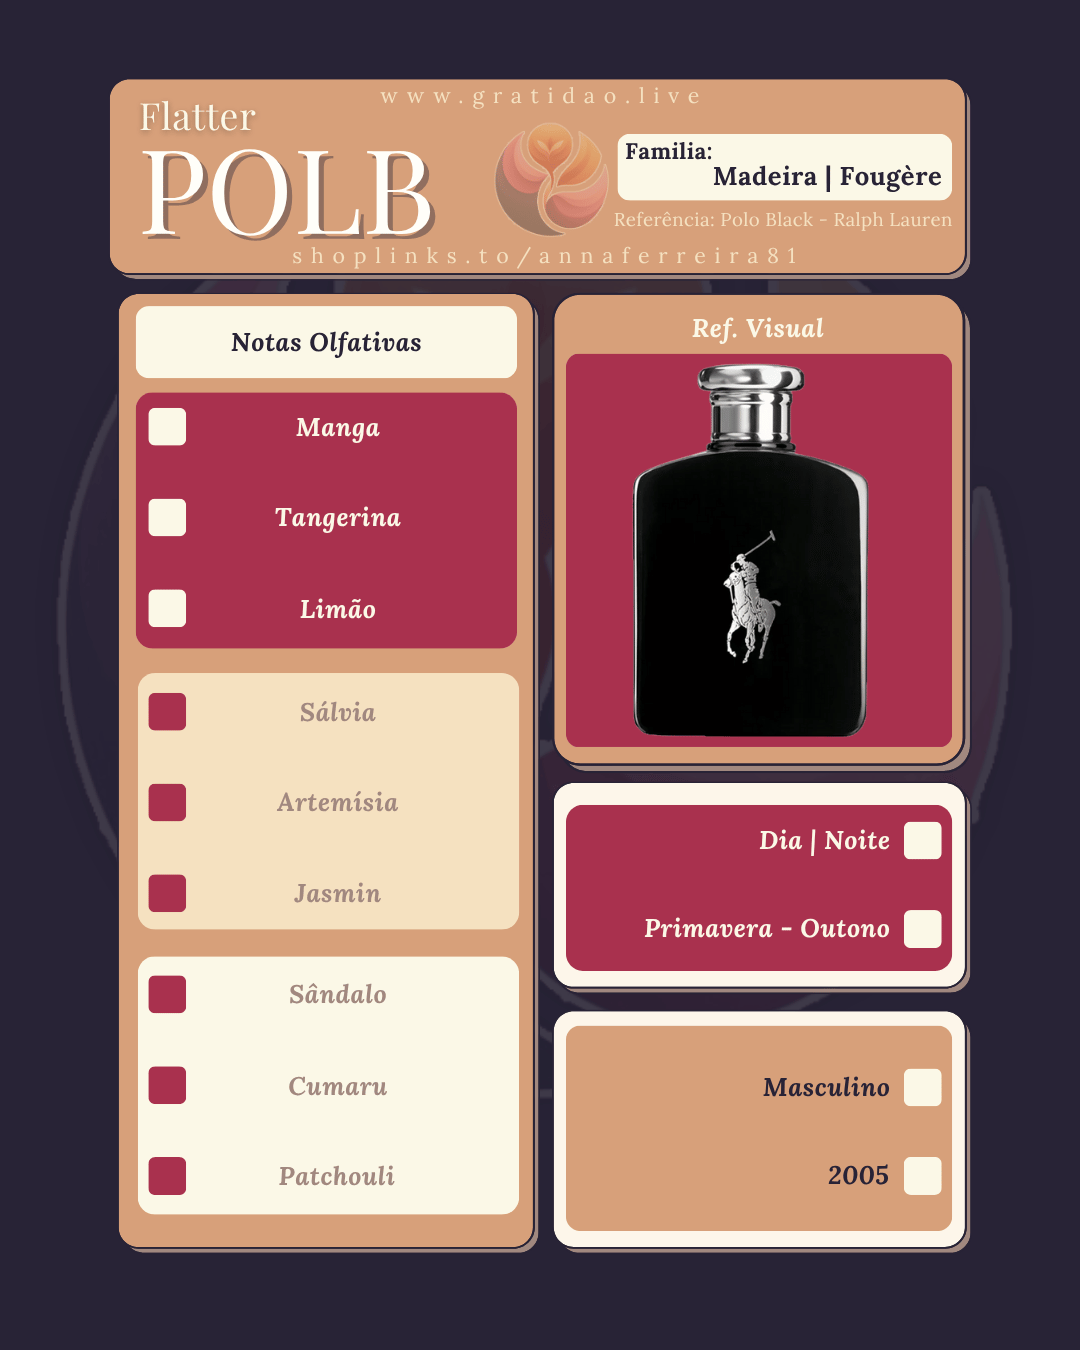 www.gratidao.live
Flatter
POLB
Familia:
Madeira | Fougère
Referência: Polo Black - Ralph Lauren
shoplinks.to/annaferreira81
Notas Olfativas
Manga
Tangerina
Limão
Sálvia
Artemísia
Jasmin
Sândalo
Cumaru
Patchouli
Ref. Visual
Dia | Noite
Primavera - Outono
Masculino
2005